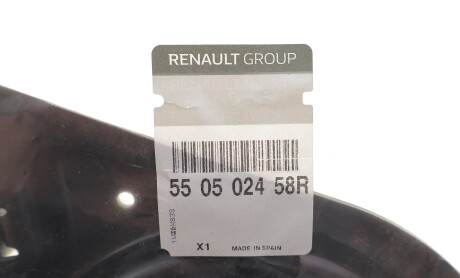 RENAULT GROUP
55 05 024 58R
X1 MADE IN SPAIN